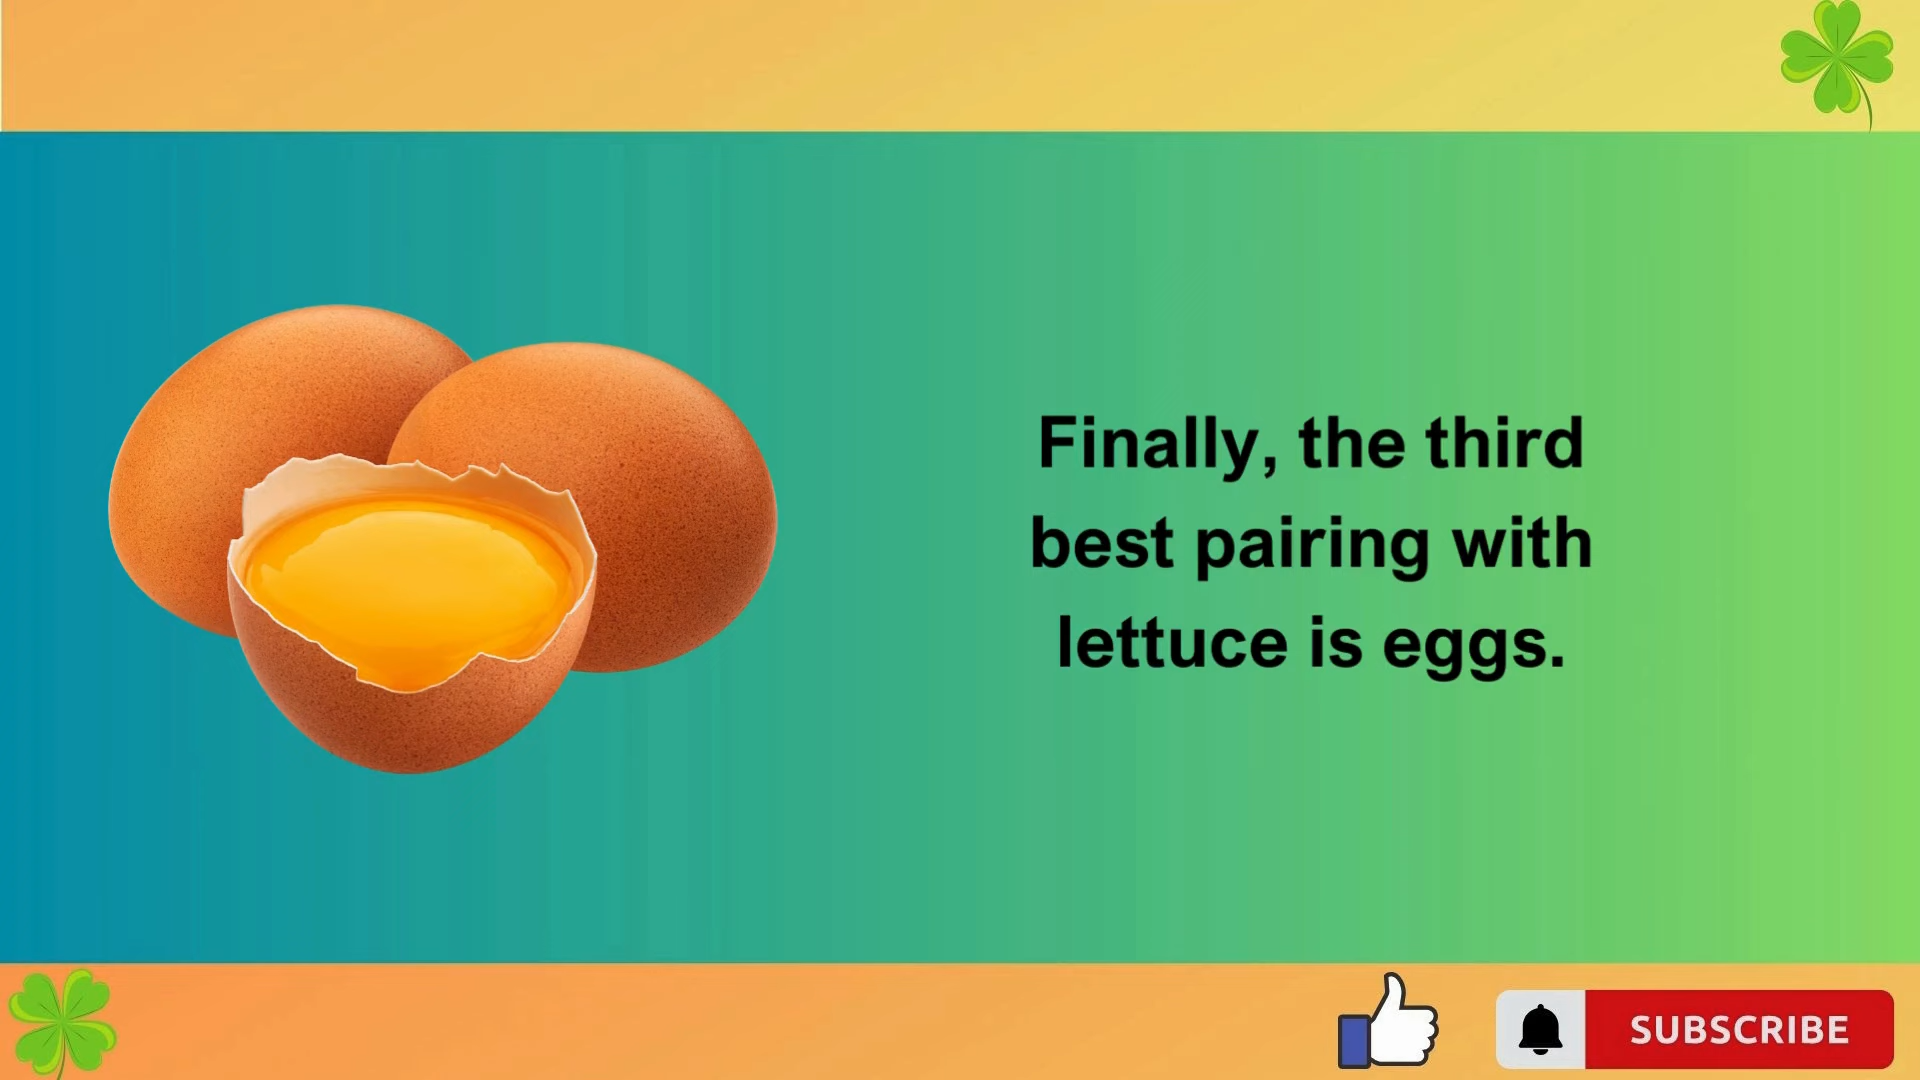 Finally, the third
best pairing with
lettuce is eggs.
SUBSCRIBE